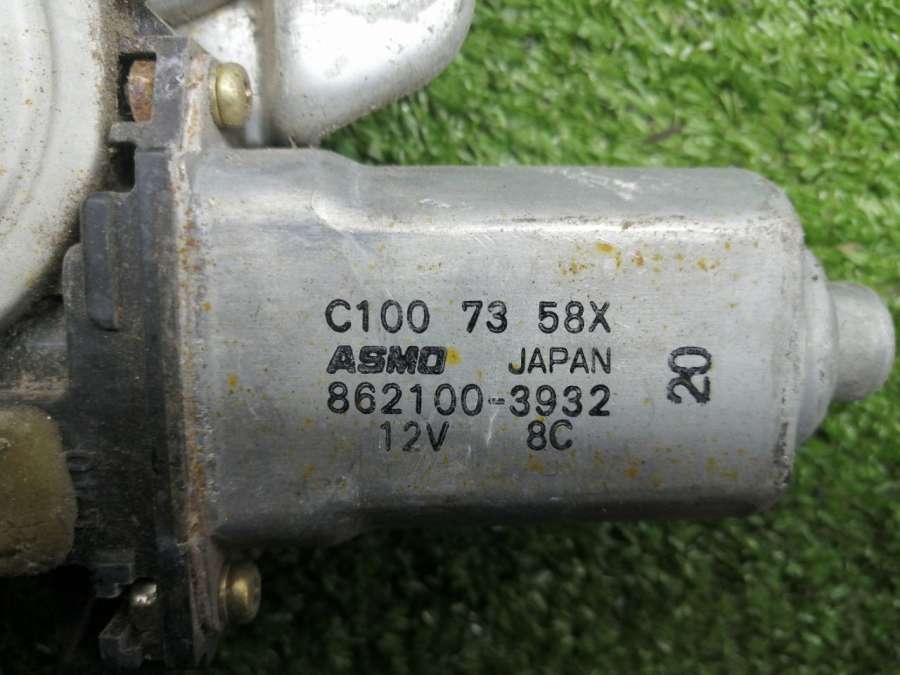 C100 73 58X
ASMO JAPAN
862100-3932
12V 8C
20